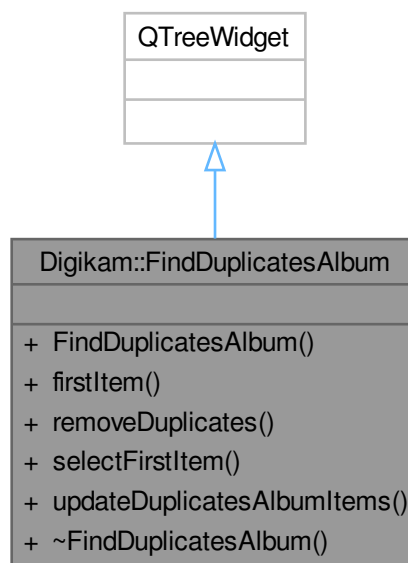 QTreeWidget
Digikam::FindDuplicatesAlbum
+ FindDuplicatesAlbum()
+ firstItem()
+ removeDuplicates()
+ selectFirstItem()
+ updateDuplicatesAlbumItems()
+ ~FindDuplicatesAlbum()